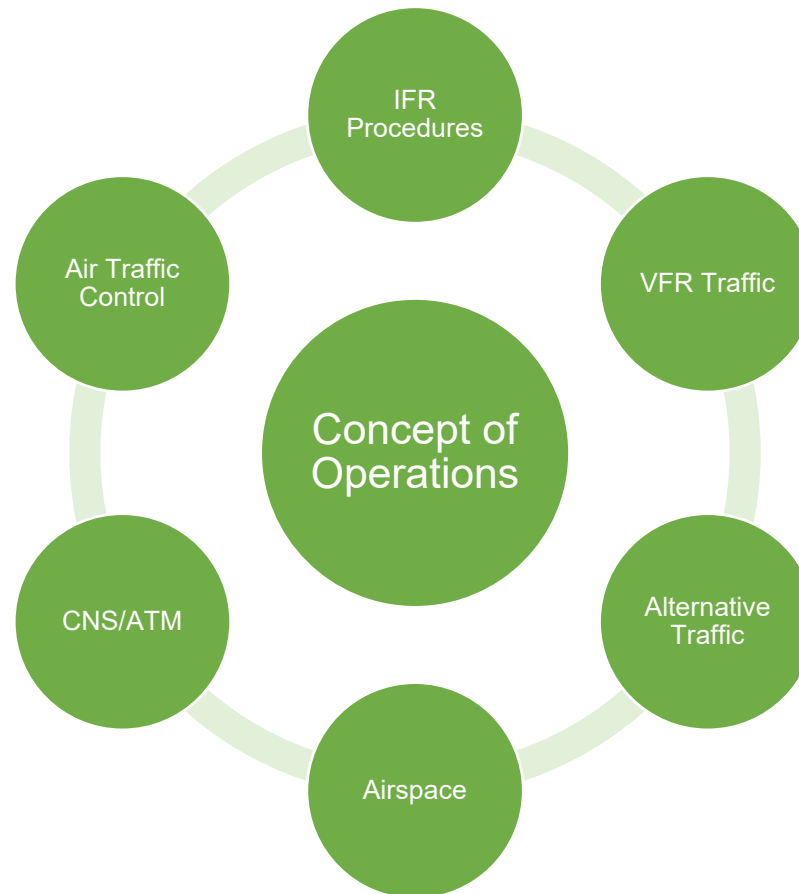 IFR
Procedures
Air Traffic
Control
VFR Traffic
Concept of
Operations
CNS/ATM
Alternative
Traffic
Airspace